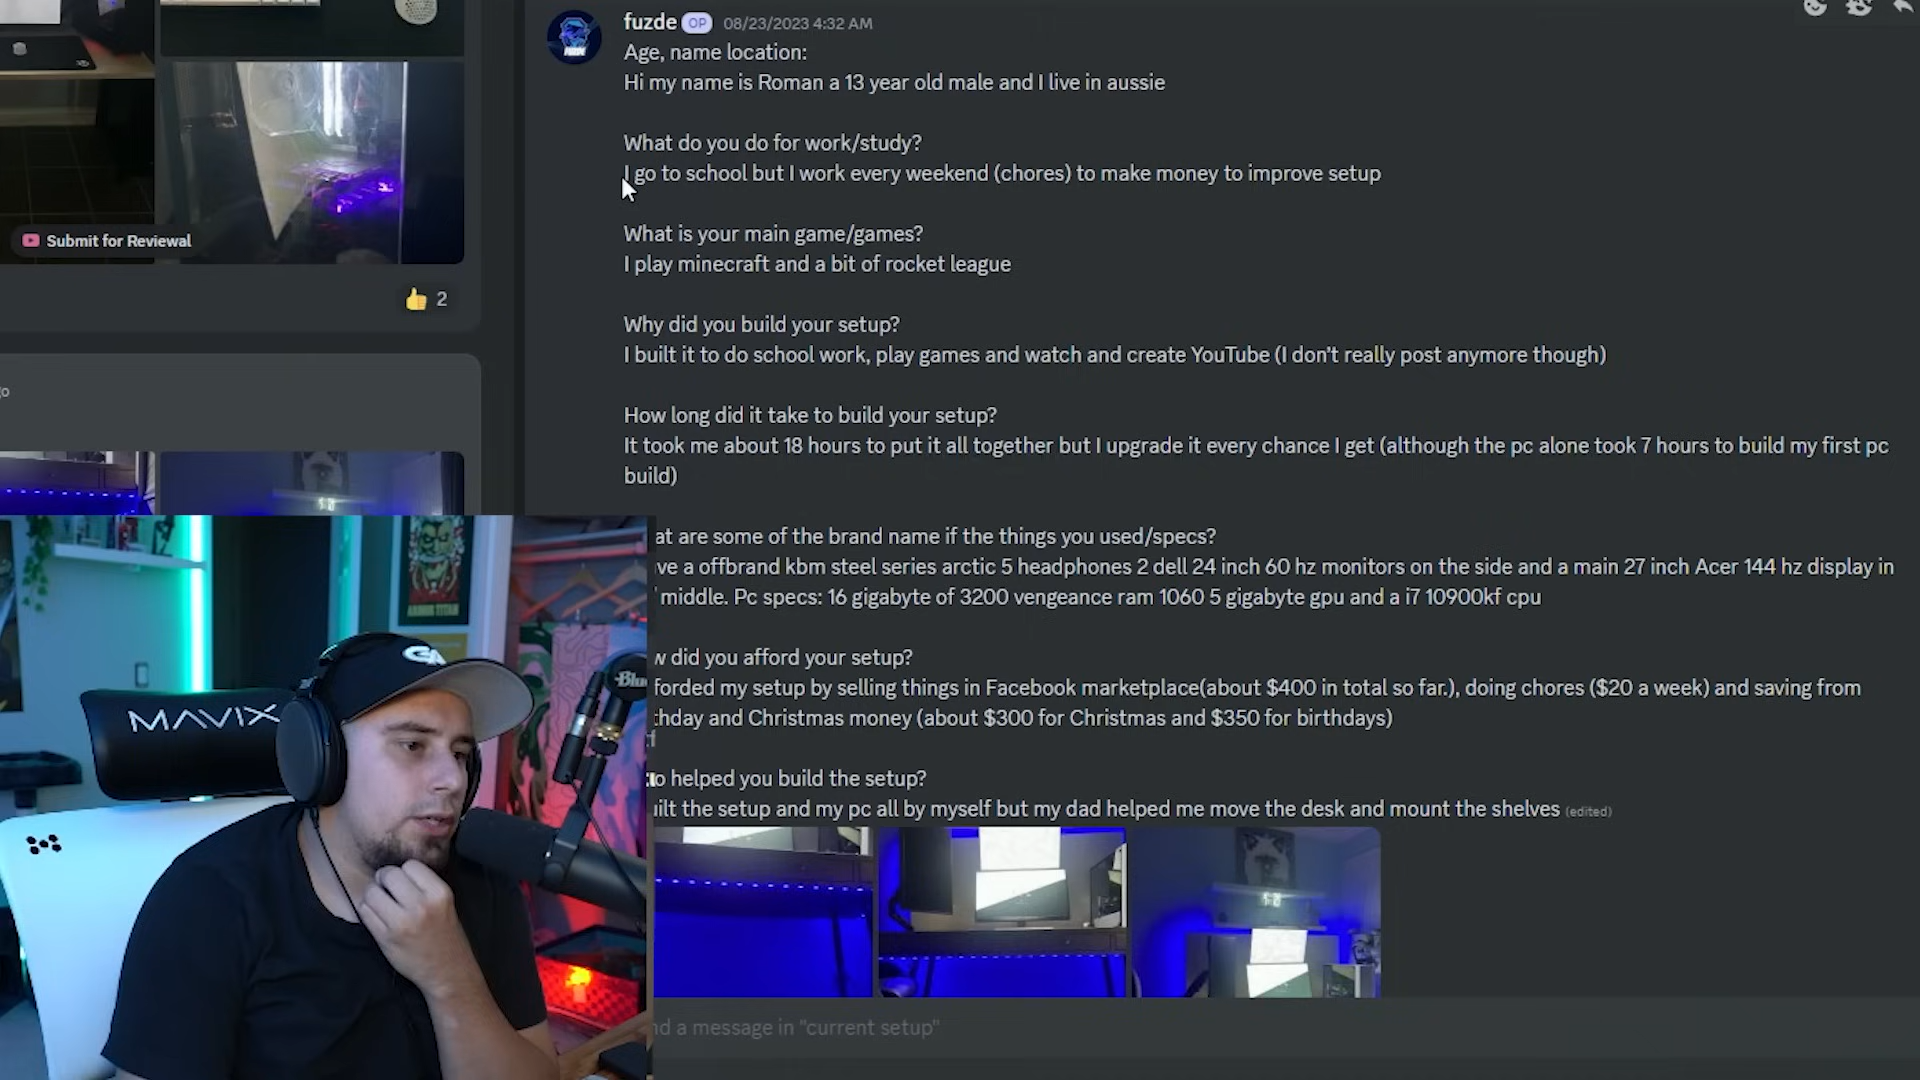 fuzde OP 08/23/2023 4:32 AM
Age, name location:
Hi my name is Roman a 13 year old male and I live in aussie
What do you do for work/study?
I go to school but I work every weekend (chores) to make money to improve setup
What is your main game/games?
I play minecraft and a bit of rocket league
Why did you build your setup?
I built it to do school work, play games and watch and create YouTube (I don't really post anymore though)
How long did it take to build your setup?
It took me about 18 hours to put it all together but I upgrade it every chance I get (although the pc alone took 7 hours to build my first pc
build)
at are some of the brand name if the things you used/specs?
ve a offbrand kbm steel series arctic 5 headphones 2 dell 24 inch 60 hz monitors on the side and a main 27 inch Acer 144 hz display in
middle. Pc specs: 16 gigabyte of 3200 vengeance ram 1060 5 gigabyte gpu and a i7 10900kf cpu
w did you afford your setup?
forded my setup by selling things in Facebook marketplace(about $400 in total so far.), doing chores ($20 a week) and saving from
thday and Christmas money (about $300 for Christmas and $350 for birthdays)
f
o helped you build the setup?
uilt the setup and my pc all by myself but my dad helped me move the desk and mount the shelves (edited)
nd a message in "current setup"
Submit for Reviewal
2
go
MAVIX
Blue